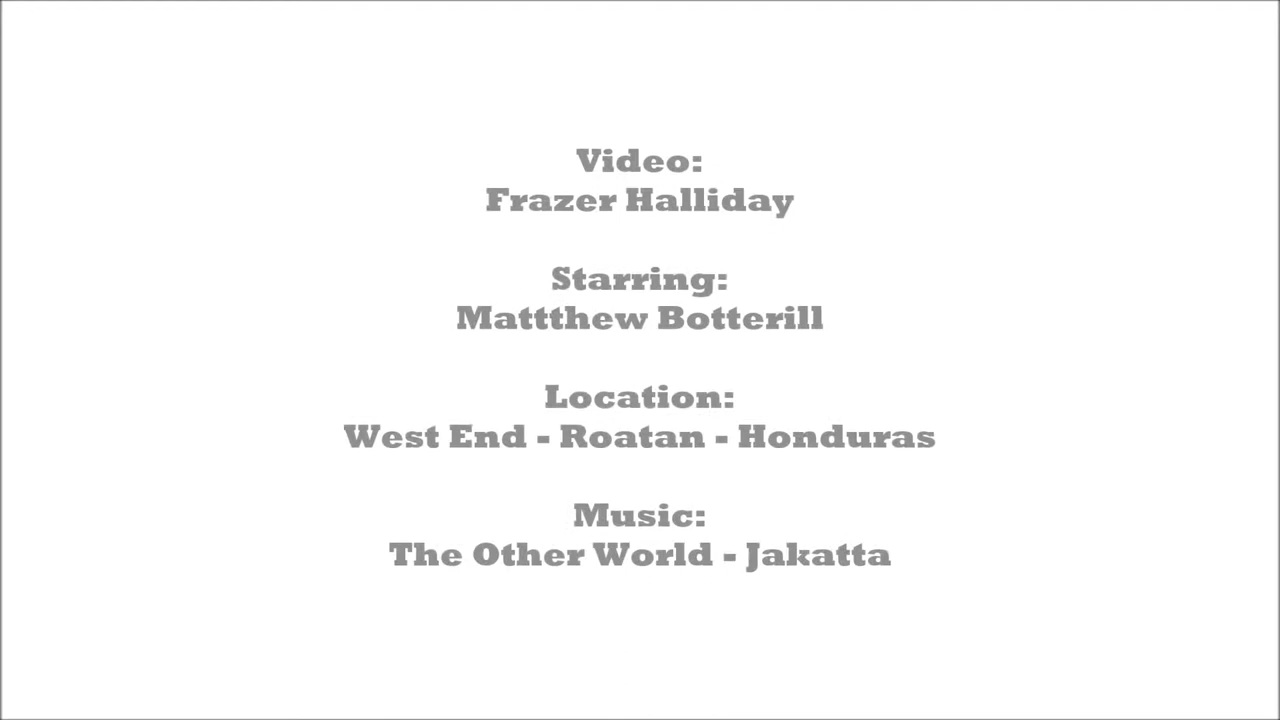 Video:
Frazer Halliday
Starring:
Mattthew Botterill
Location:
West End - Roatan - Honduras
Music:
The Other World - Jakatta